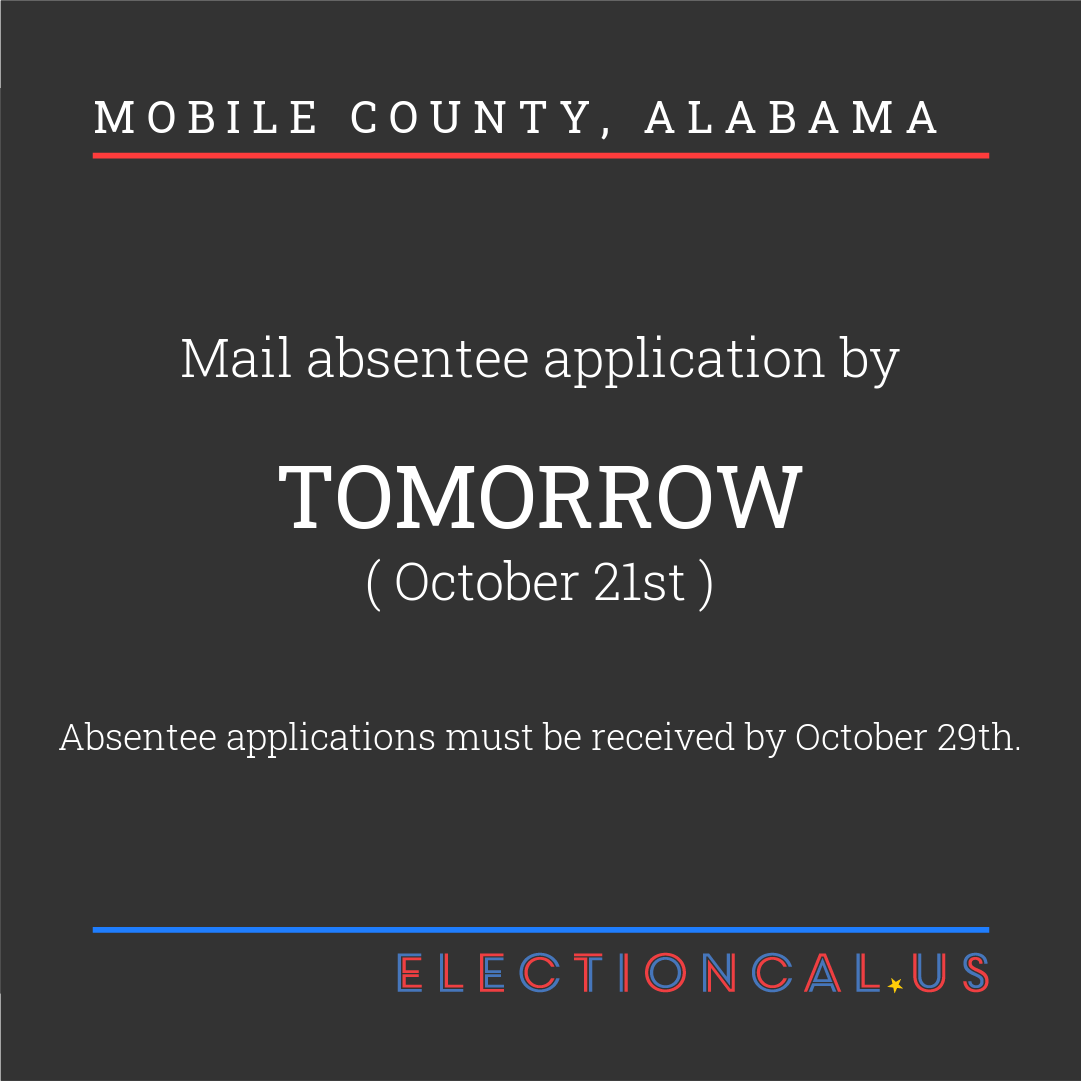 MOBILE COUNTY, ALABAMA
Mail absentee application by
TOMORROW
( October 21st )
Absentee applications must be received by October 29th.
ELECTIONCAL.US